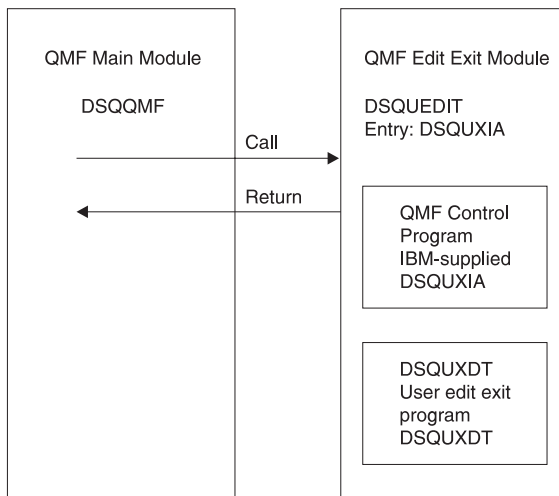 QMF Main Module
DSQQMF
QMF Edit Exit Module
DSQUEDIT
Entry: DSQUXIA
Call
Return
QMF Control
Program
IBM-supplied
DSQUXIA
DSQUXDT
User edit exit
program
DSQUXDT